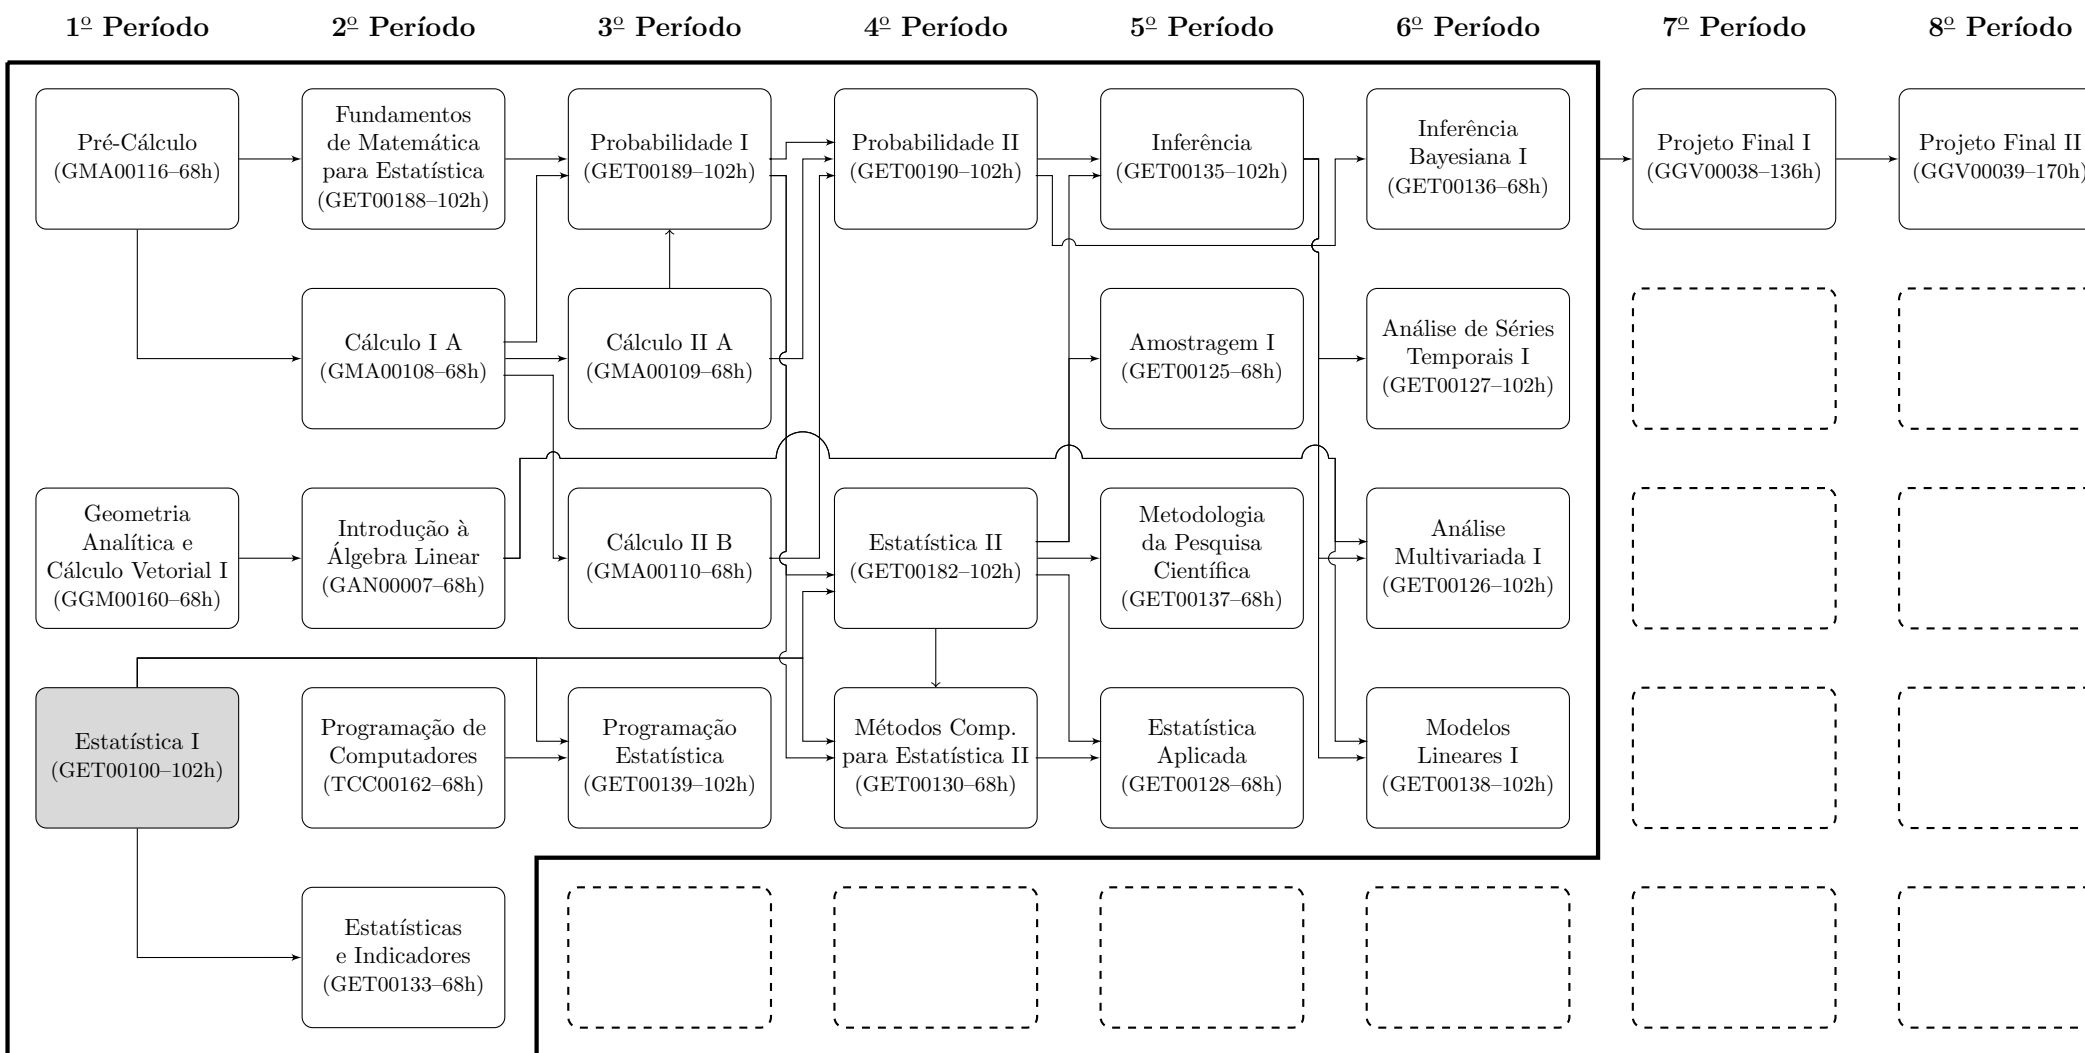 1º Período
2º Período
3º Período
4º Período
5º Período
6º Período
7º Período
8º Período
Pré-Cálculo
(GMA00116–68h)
Fundamentos
de Matemática
para Estatística
(GET00188–102h)
Probabilidade I
(GET00189–102h)
Probabilidade II
(GET00190–102h)
Inferência
(GET00135–102h)
Inferência
Bayesiana I
(GET00136–68h)
Projeto Final I
(GGV00038–136h)
Projeto Final II
(GGV00039–170h)
Cálculo I A
(GMA00108–68h)
Cálculo II A
(GMA00109–68h)
Amostragem I
(GET00125–68h)
Análise de Séries
Temporais I
(GET00127–102h)
Geometria
Analítica e
Cálculo Vetorial I
(GGM00160–68h)
Introdução à
Álgebra Linear
(GAN00007–68h)
Cálculo II B
(GMA00110–68h)
Estatística II
(GET00182–102h)
Metodologia
da Pesquisa
Científica
(GET00137–68h)
Análise
Multivariada I
(GET00126–102h)
Estatística I
(GET00100–102h)
Programação de
Computadores
(TCC00162–68h)
Programação
Estatística
(GET00139–102h)
Métodos Comp.
para Estatística II
(GET00130–68h)
Estatística
Aplicada
(GET00128–68h)
Modelos
Lineares I
(GET00138–102h)
Estatísticas
e Indicadores
(GET00133–68h)